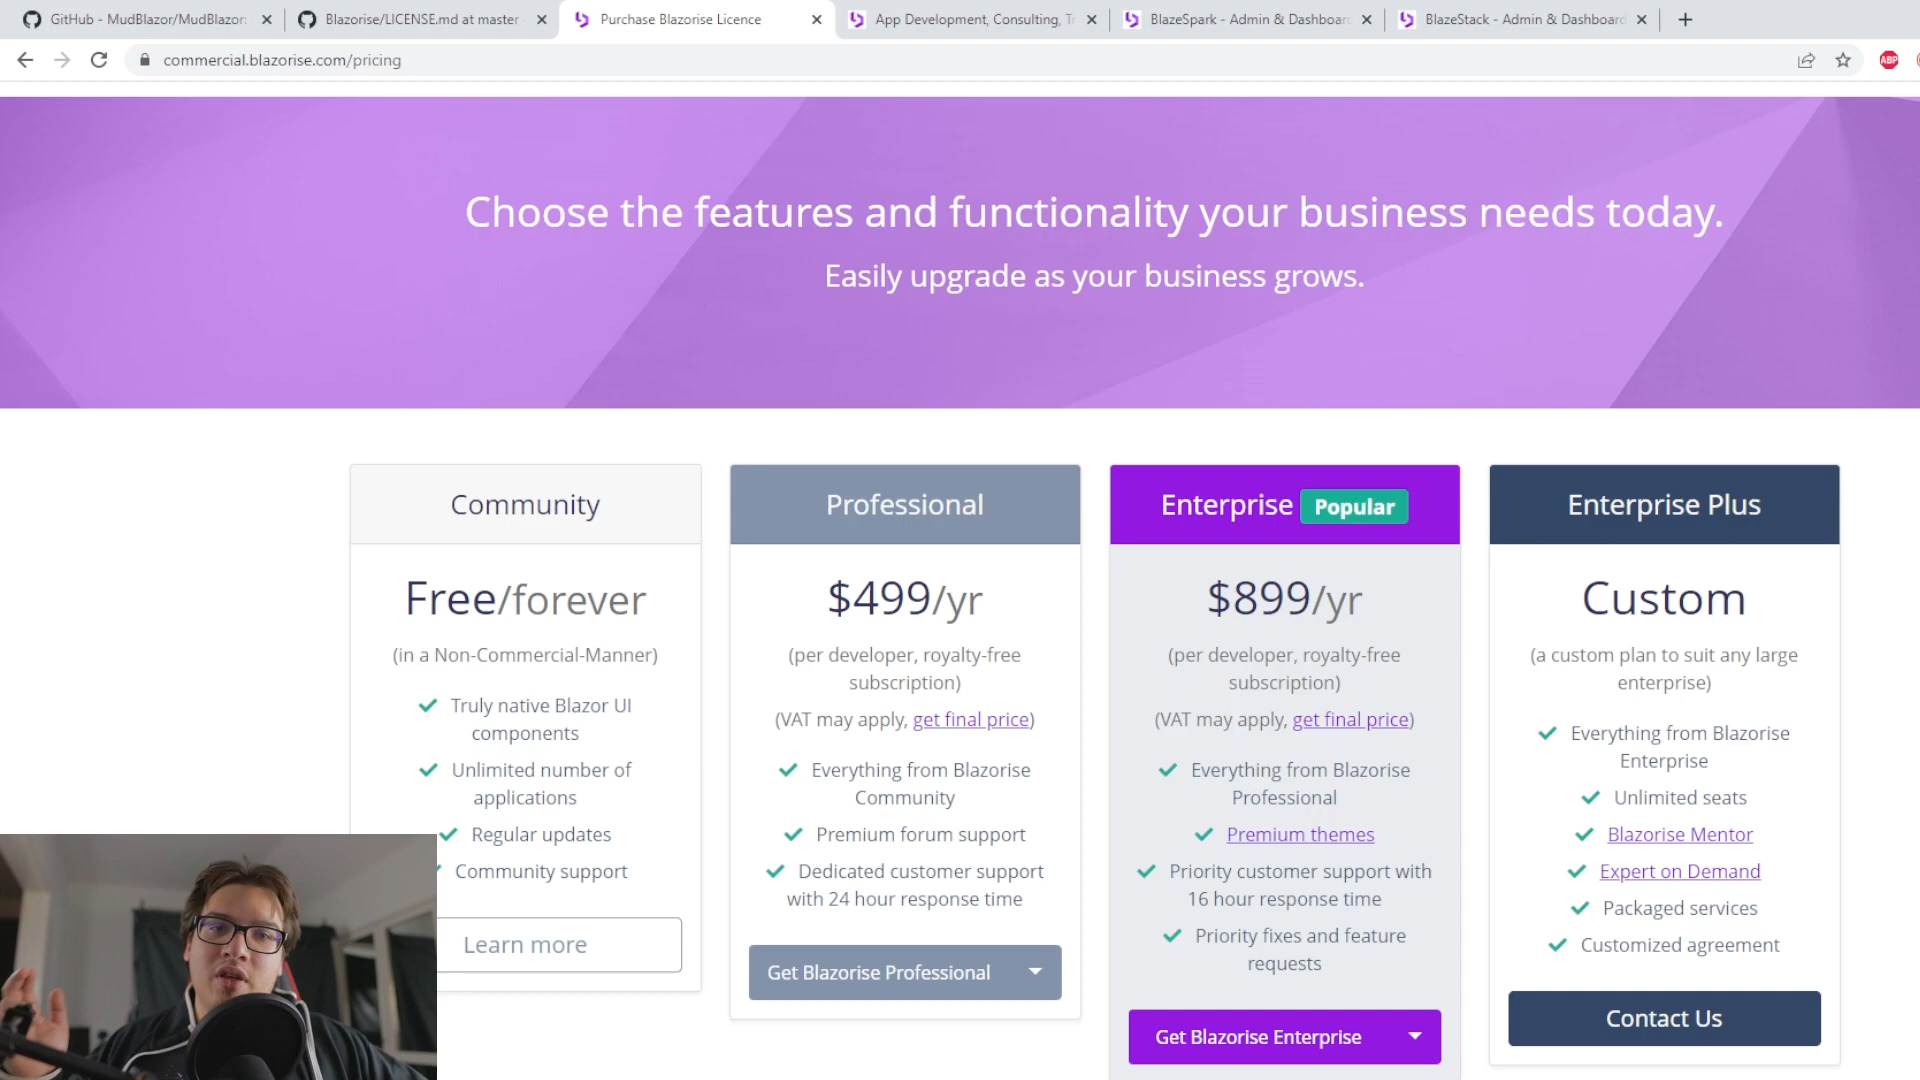 GitHub - MudBlazor/MudBlazor:
Blazorise/LICENSE.md at master
Purchase Blazorise Licence
App Development, Consulting, Tr
BlazeSpark - Admin & Dashboard
BlazeStack - Admin & Dashboard
commercial.blazorise.com/pricing
ABP
Choose the features and functionality your business needs today.
Easily upgrade as your business grows.
Community
Free/forever
(in a Non-Commercial-Manner)
Truly native Blazor UI
components
Unlimited number of
applications
Regular updates
Community support
Learn more
Professional
$499/yr
(per developer, royalty-free
subscription)
(VAT may apply, get final price)
Everything from Blazorise
Community
Premium forum support
Dedicated customer support
with 24 hour response time
Get Blazorise Professional
Enterprise Popular
$899/yr
(per developer, royalty-free
subscription)
(VAT may apply, get final price)
Everything from Blazorise
Professional
Premium themes
Priority customer support with
16 hour response time
Priority fixes and feature
requests
Get Blazorise Enterprise
Enterprise Plus
Custom
(a custom plan to suit any large
enterprise)
Everything from Blazorise
Enterprise
Unlimited seats
Blazorise Mentor
Expert on Demand
Packaged services
Customized agreement
Contact Us